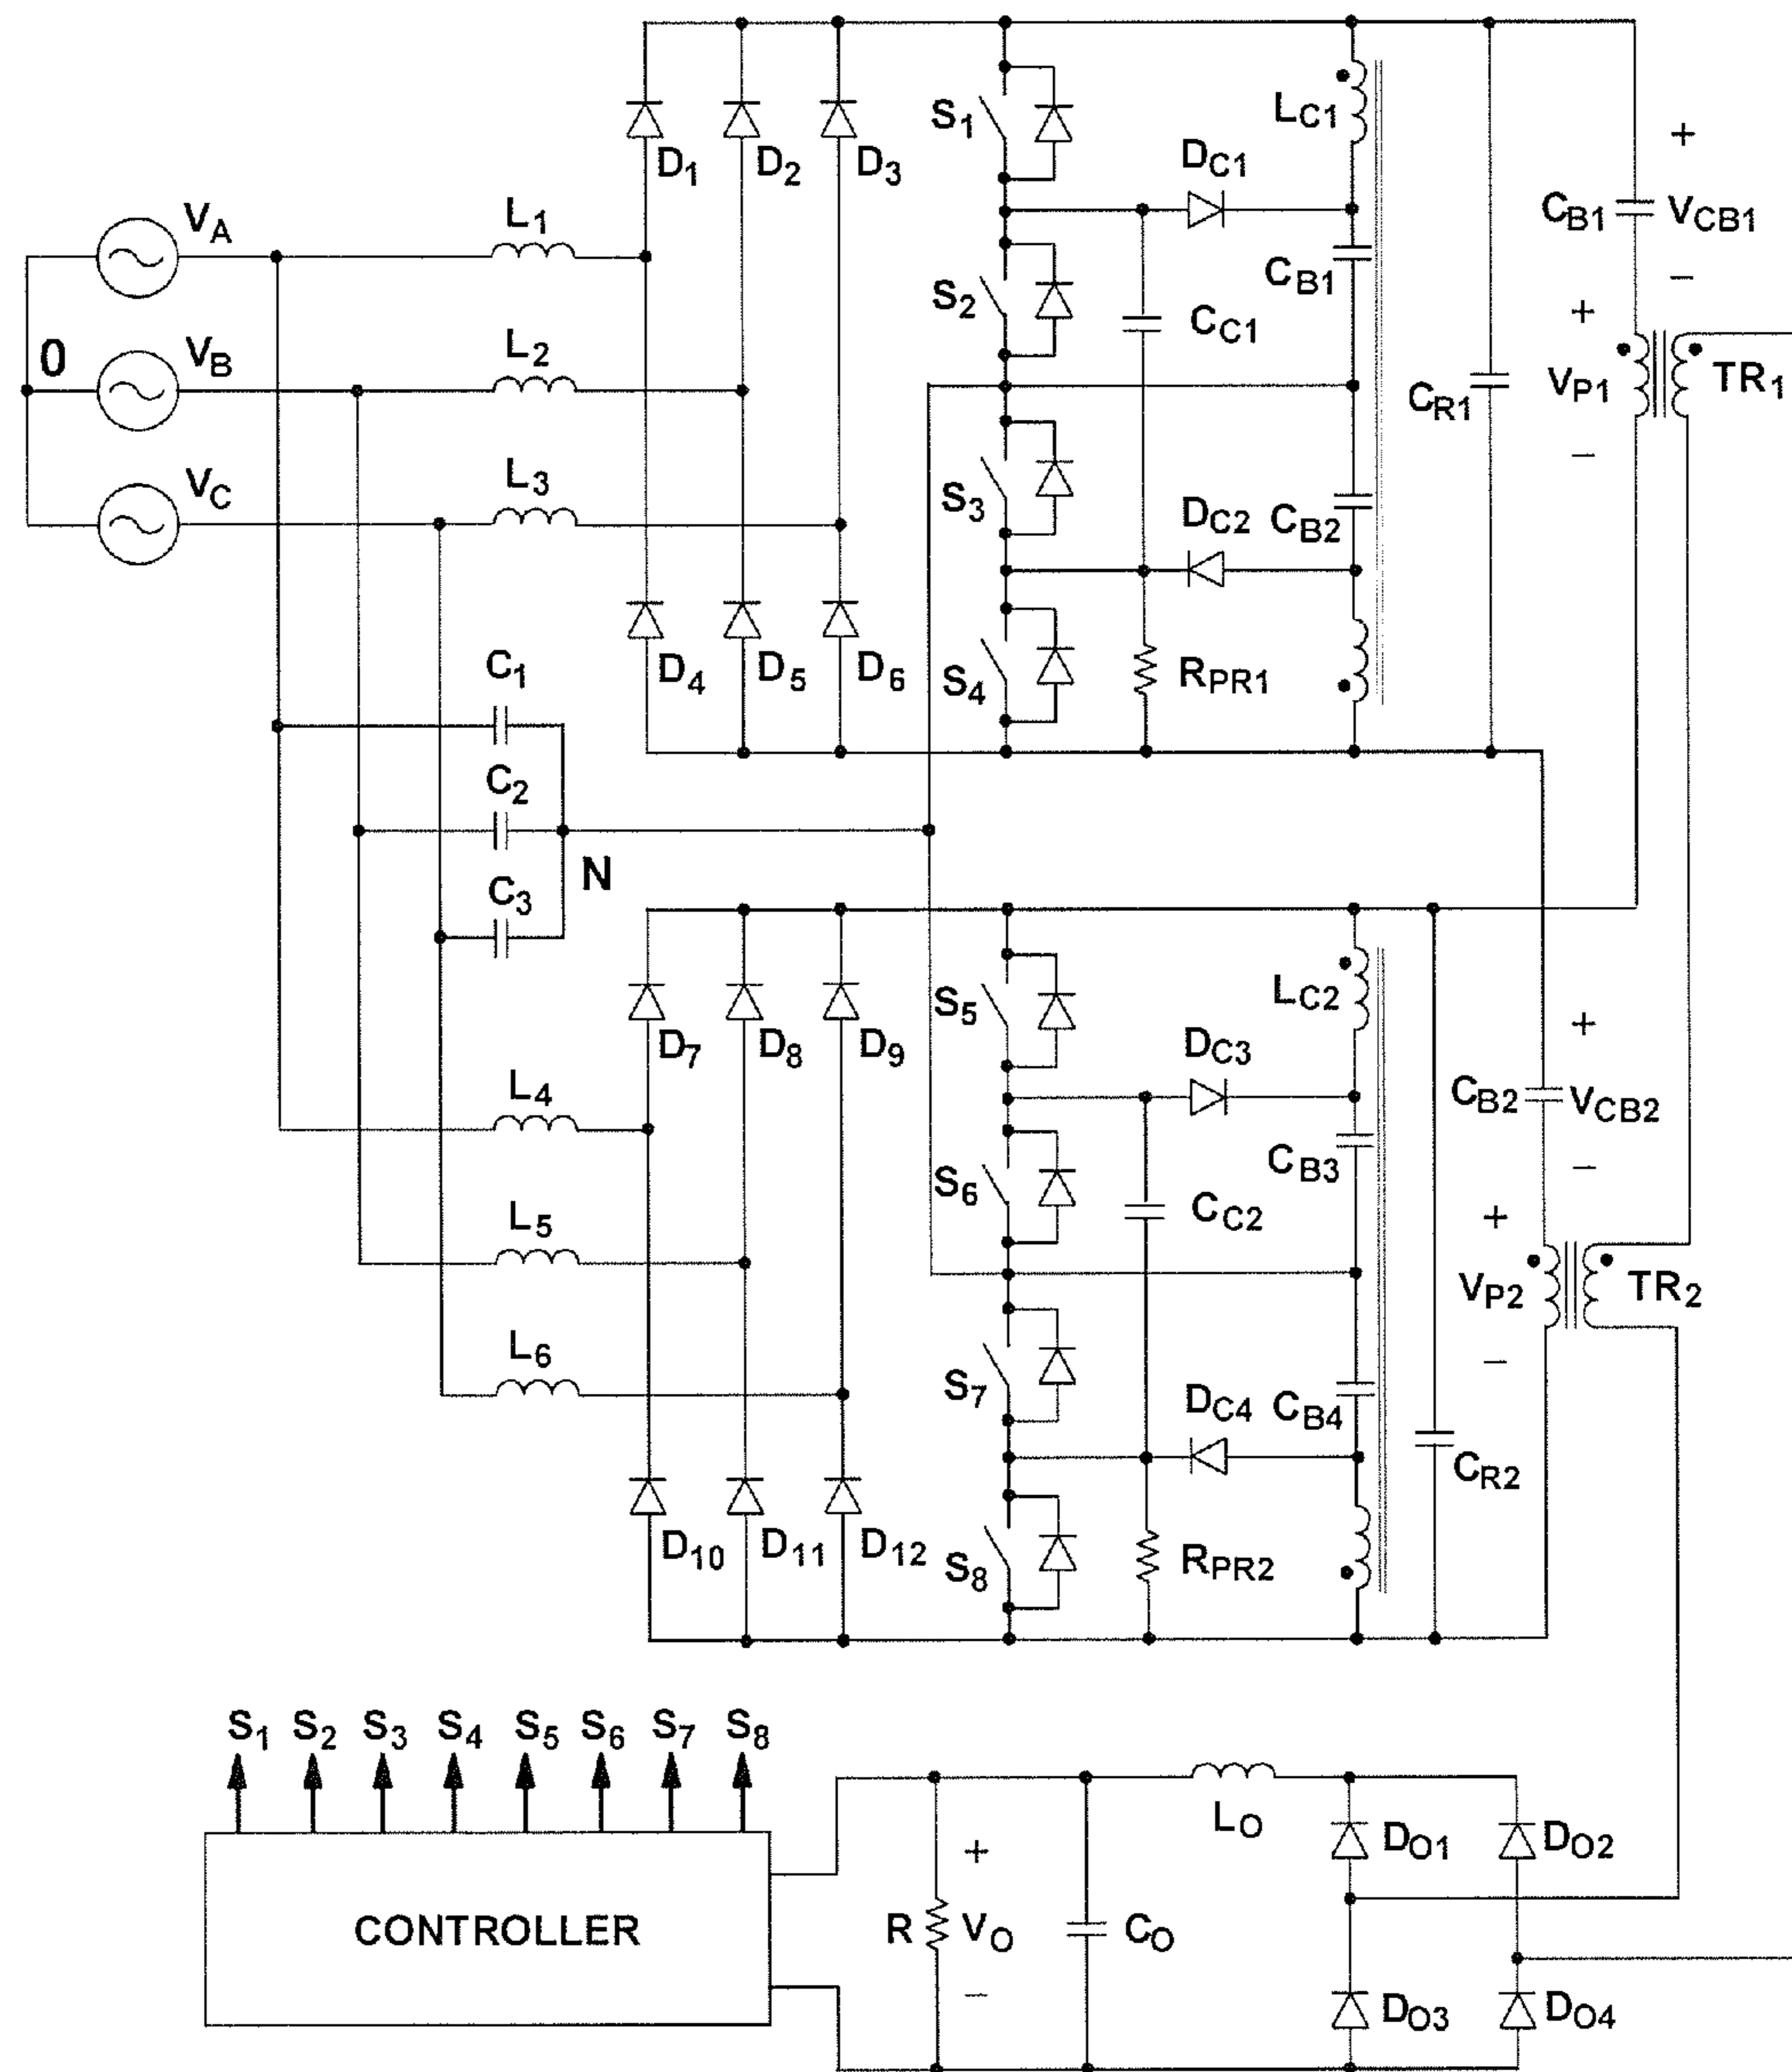 S1
LC1
+
D1
D2
D3
DC1
VA
L1
CB1
VCB1
CB1
−
S2
CC1
+
0
VB
L2
VP1
TR1
CR1
−
VC
L3
S3
DC2
CB2
C1
D4
D5
D6
S4
RPR1
C2
N
C3
S5
LC2
+
D7
D8
D9
DC3
L4
CB2
VCB2
CB3
−
S6
CC2
+
L5
VP2
TR2
−
L6
S7
DC4
CB4
CR2
D10
D11
D12
S8
RPR2
S1 S2 S3 S4 S5 S6 S7 S8
LO
DO1
DO2
+
CONTROLLER
R
VO
CO
−
DO3
DO4